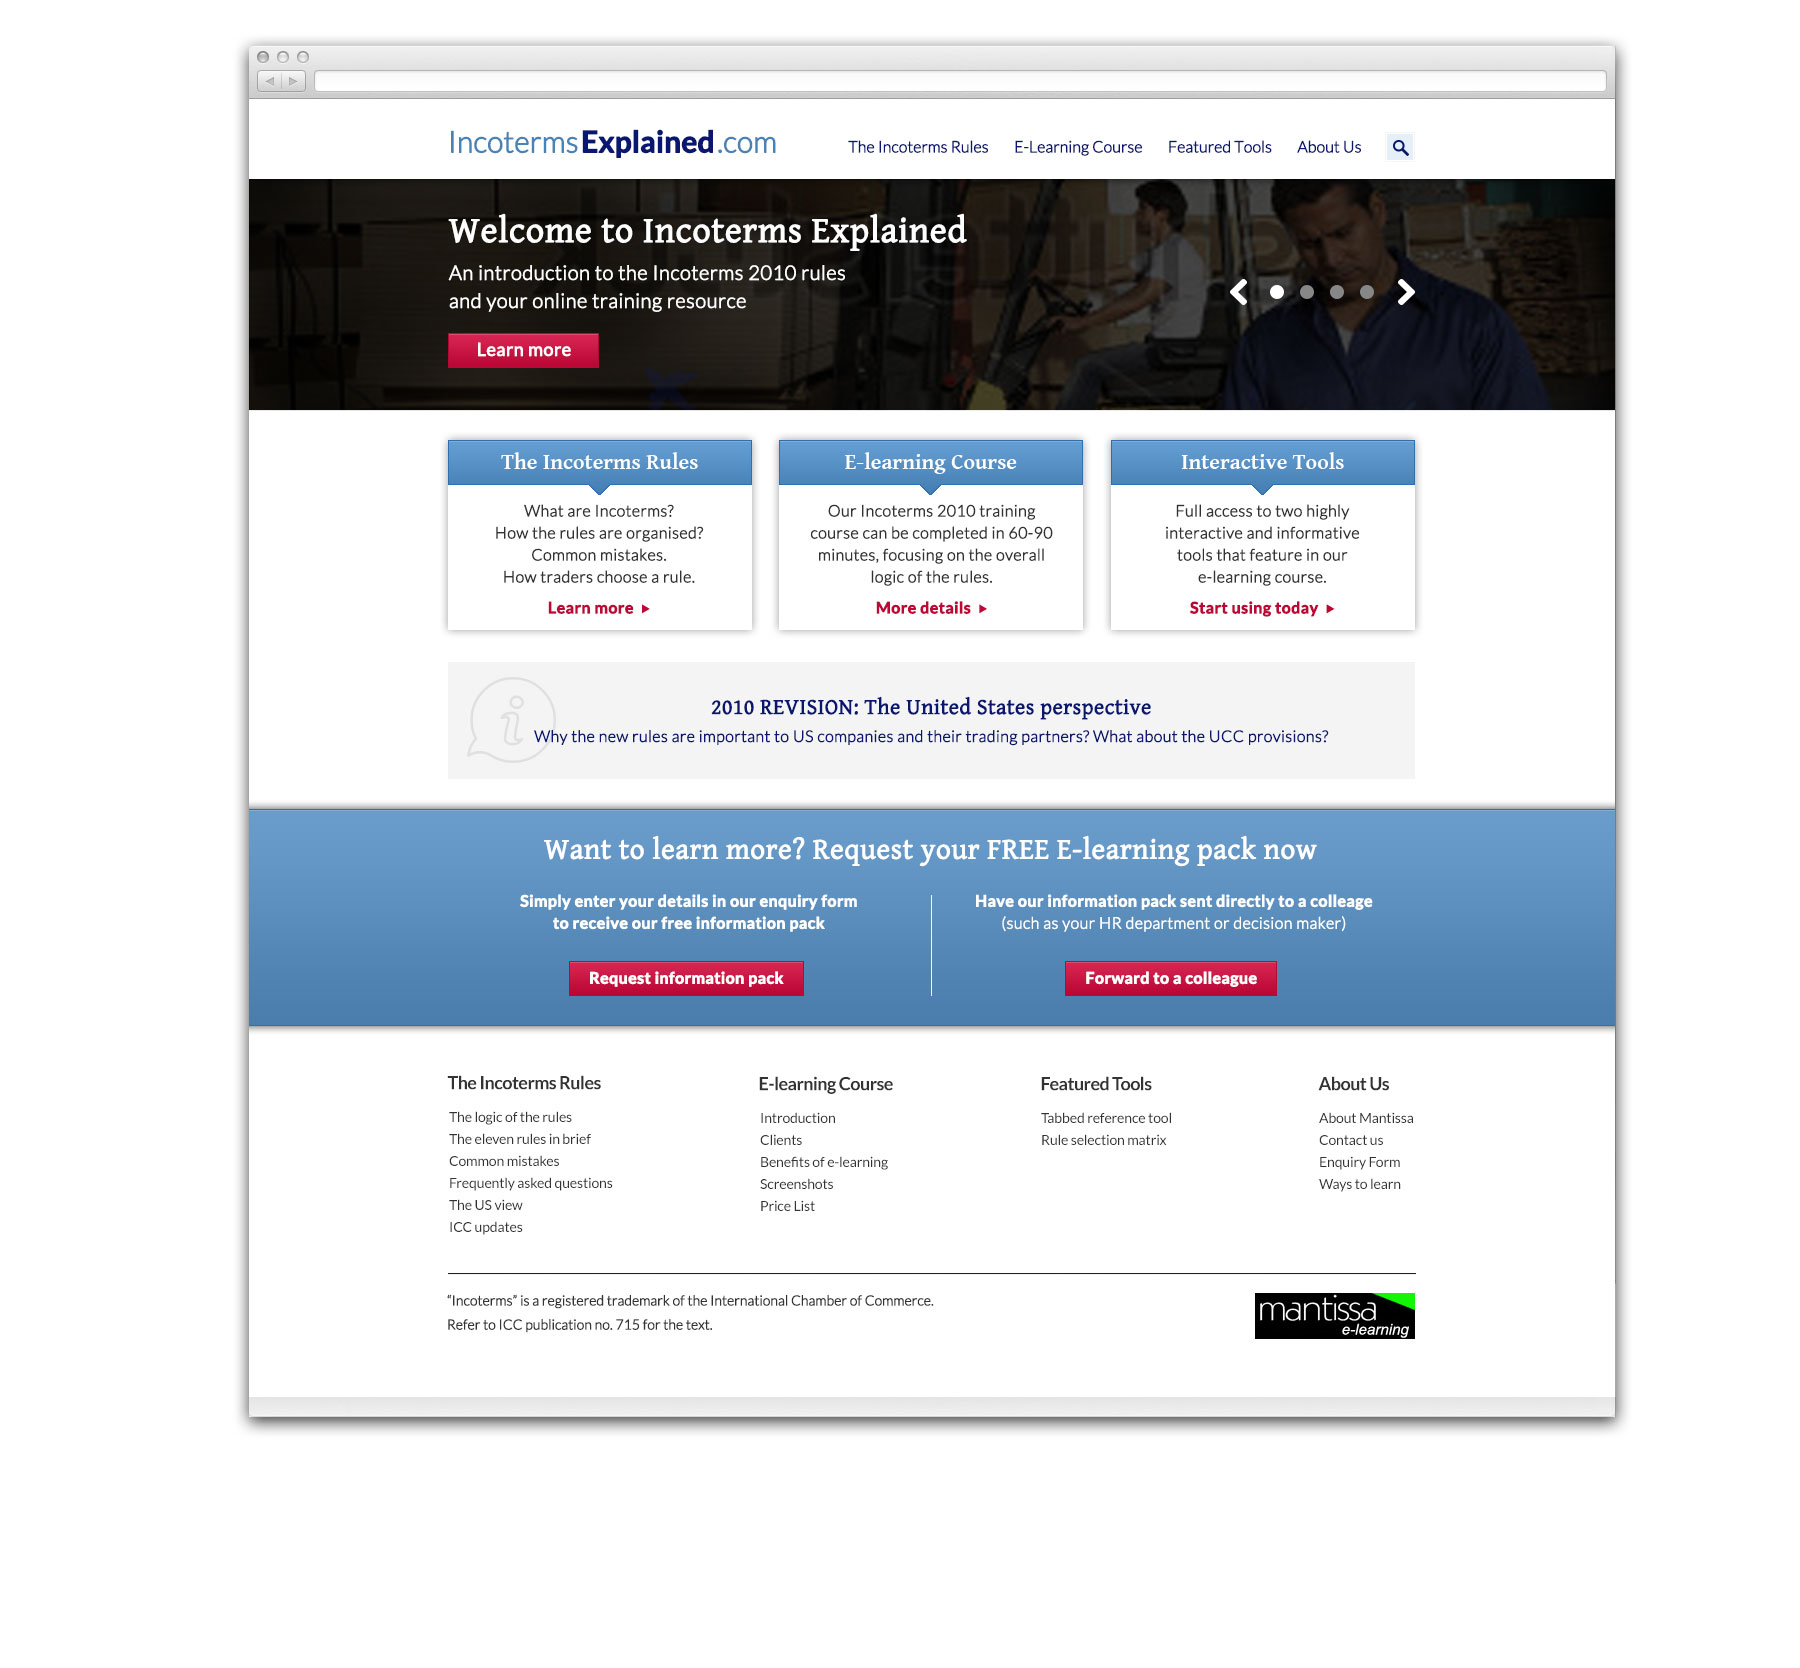 IncotermsExplained.com
The Incoterms Rules
E-Learning Course
Featured Tools
About Us
Welcome to Incoterms Explained
An introduction to the Incoterms 2010 rules
and your online training resource
Learn more
The Incoterms Rules
What are Incoterms?
How the rules are organised?
Common mistakes.
How traders choose a rule.
Learn more
E-learning Course
Our Incoterms 2010 training
course can be completed in 60-90
minutes, focusing on the overall
logic of the rules.
More details
Interactive Tools
Full access to two highly
interactive and informative
tools that feature in our
e-learning course.
Start using today
2010 REVISION: The United States perspective
Why the new rules are important to US companies and their trading partners? What about the UCC provisions?
Want to learn more? Request your FREE E-learning pack now
Simply enter your details in our enquiry form
to receive our free information pack
Request information pack
Have our information pack sent directly to a colleage
(such as your HR department or decision maker)
Forward to a colleague
The Incoterms Rules
The logic of the rules
The eleven rules in brief
Common mistakes
Frequently asked questions
The US view
ICC updates
E-learning Course
Introduction
Clients
Benefits of e-learning
Screenshots
Price List
Featured Tools
Tabbed reference tool
Rule selection matrix
About Us
About Mantissa
Contact us
Enquiry Form
Ways to learn
“Incoterms” is a registered trademark of the International Chamber of Commerce.
Refer to ICC publication no. 715 for the text.
mantissa
e-learning